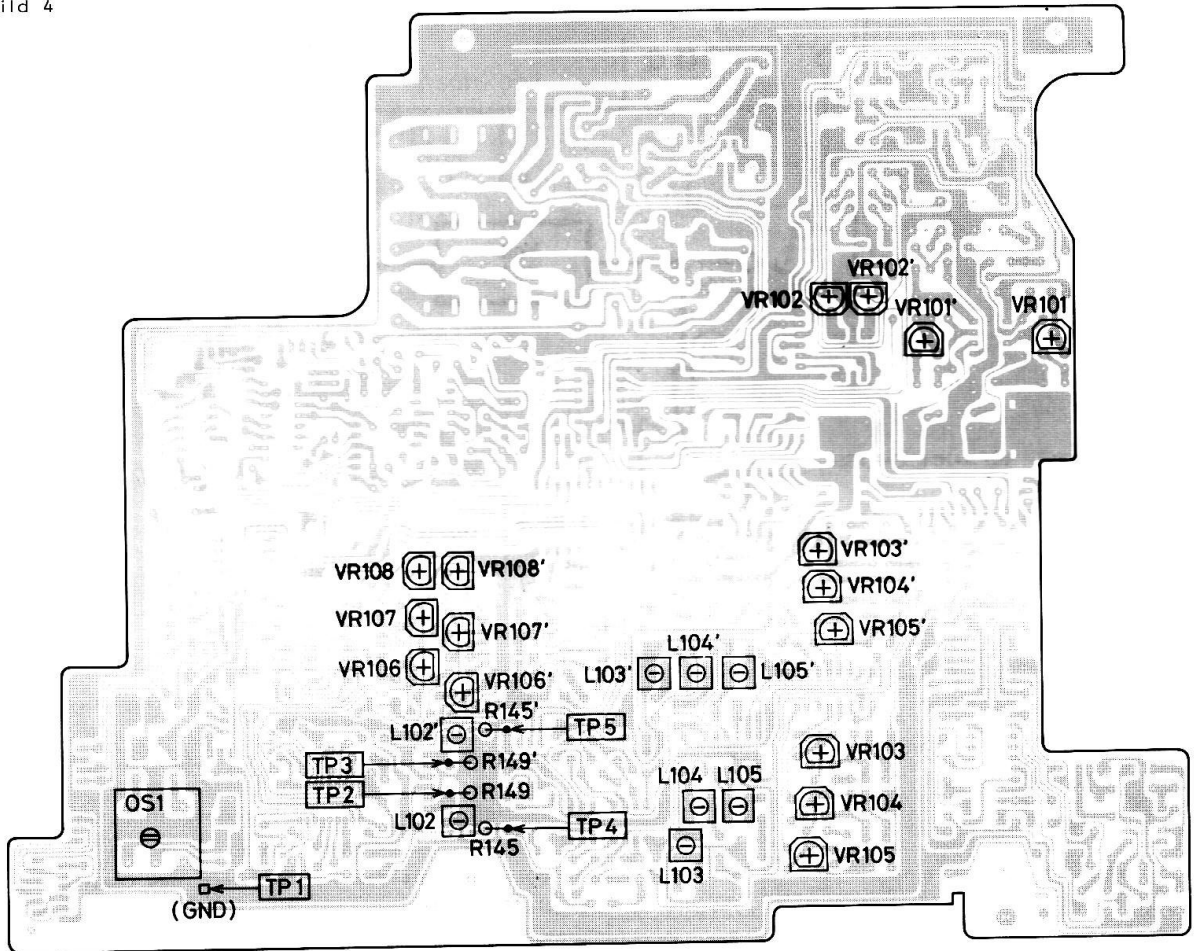 ild 4
VR102'
VR102
VR101'
VR101
VR103'
VR108
VR108'
VR104'
VR107
VR107'
VR105'
L104'
VR106
L103'
L105'
VR106'
R145'
TP5
L102'
VR103
TP3
R149'
L104
L105
TP2
R149
OS1
VR104
L102
TP4
R145
VR105
L103
TP1
(GND)